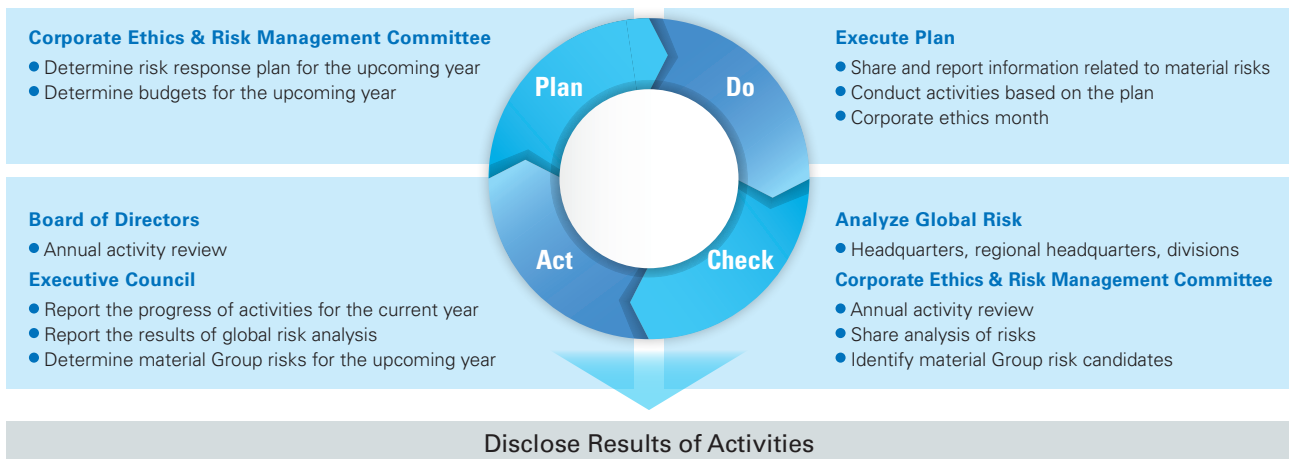 Corporate Ethics & Risk Management Committee
● Determine risk response plan for the upcoming year
● Determine budgets for the upcoming year
Plan
Do
Execute Plan
● Share and report information related to material risks
● Conduct activities based on the plan
● Corporate ethics month
Board of Directors
● Annual activity review
Executive Council
● Report the progress of activities for the current year
● Report the results of global risk analysis
● Determine material Group risks for the upcoming year
Act
Check
Analyze Global Risk
● Headquarters, regional headquarters, divisions
Corporate Ethics & Risk Management Committee
● Annual activity review
● Share analysis of risks
● Identify material Group risk candidates
Disclose Results of Activities